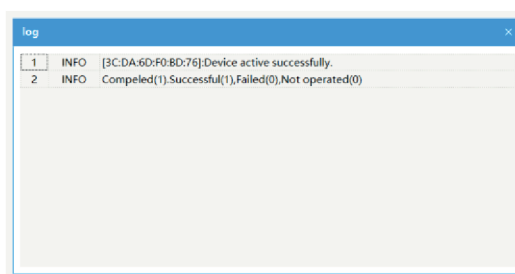 log
1 INFO [3C:DA:6D:F0:BD:76]:Device active successfully.
2 INFO Compeled(1).Successful(1),Failed(0),Not operated(0)